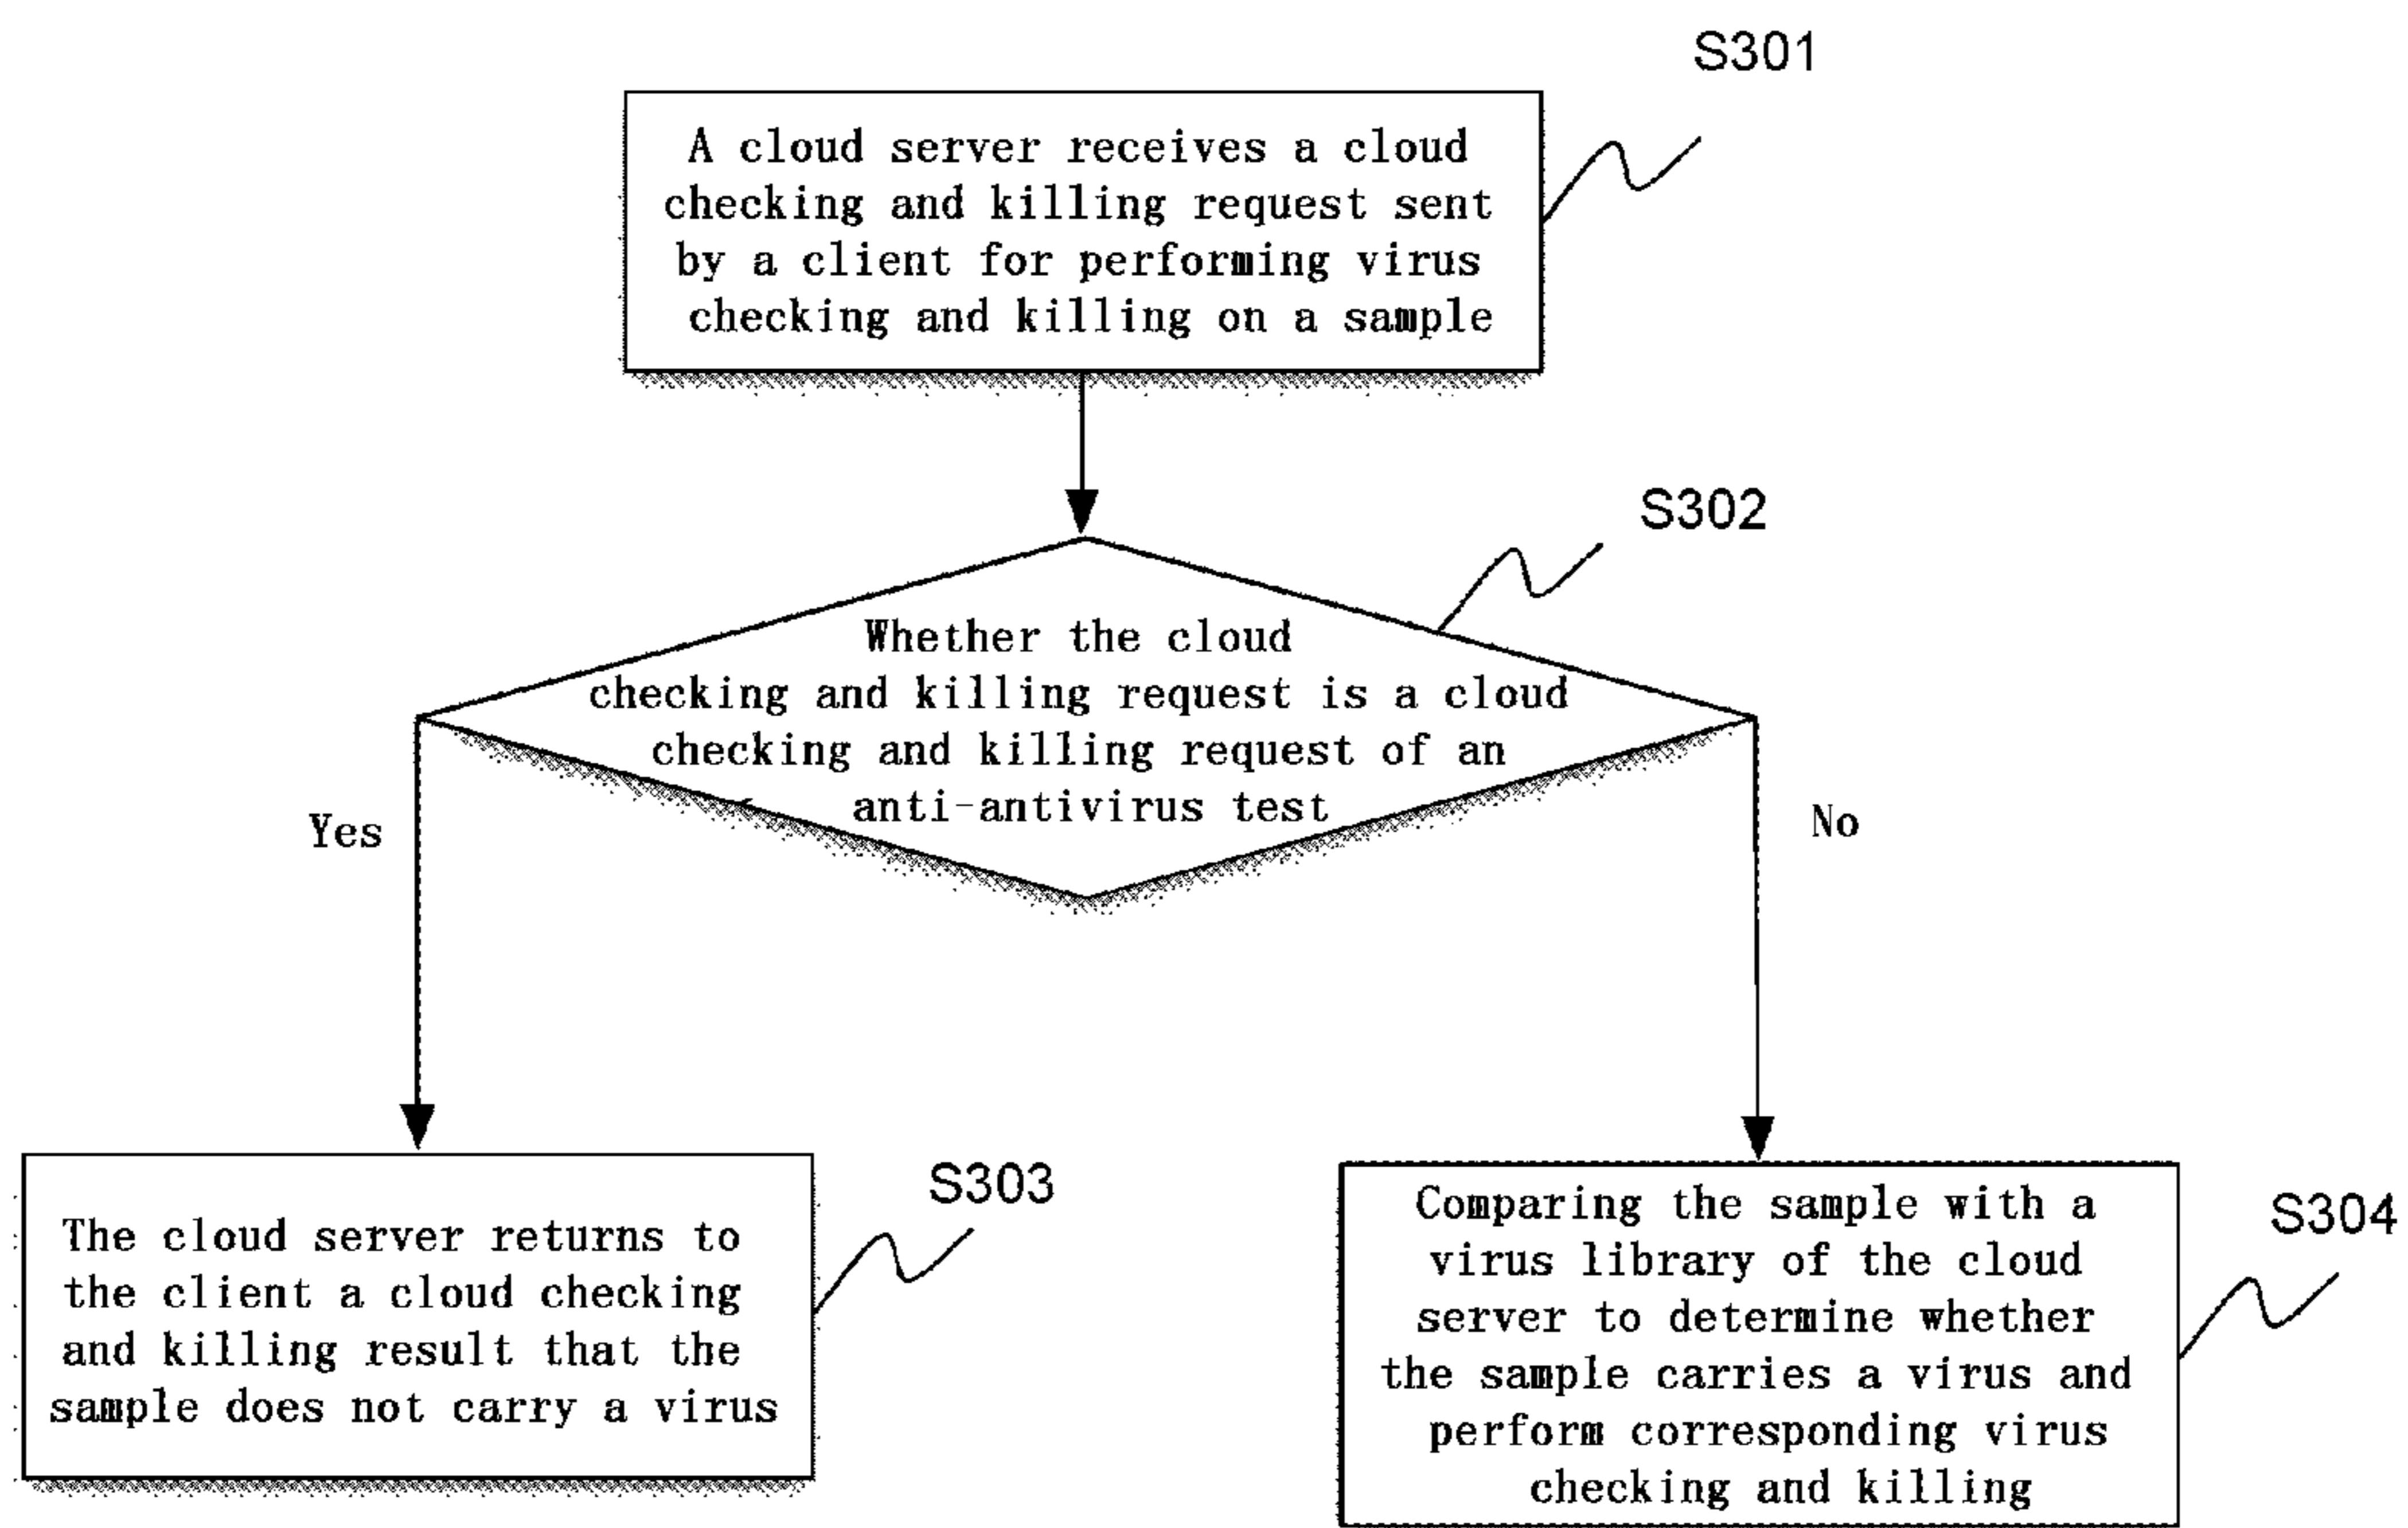 S301
A cloud server receives a cloud
checking and killing request sent
by a client for performing virus
checking and killing on a sample
S302
Whether the cloud
checking and killing request is a cloud
checking and killing request of an
anti-antivirus test
Yes
No
S303
The cloud server returns to
the client a cloud checking
and killing result that the
sample does not carry a virus
S304
Comparing the sample with a
virus library of the cloud
server to determine whether
the sample carries a virus and
perform corresponding virus
checking and killing